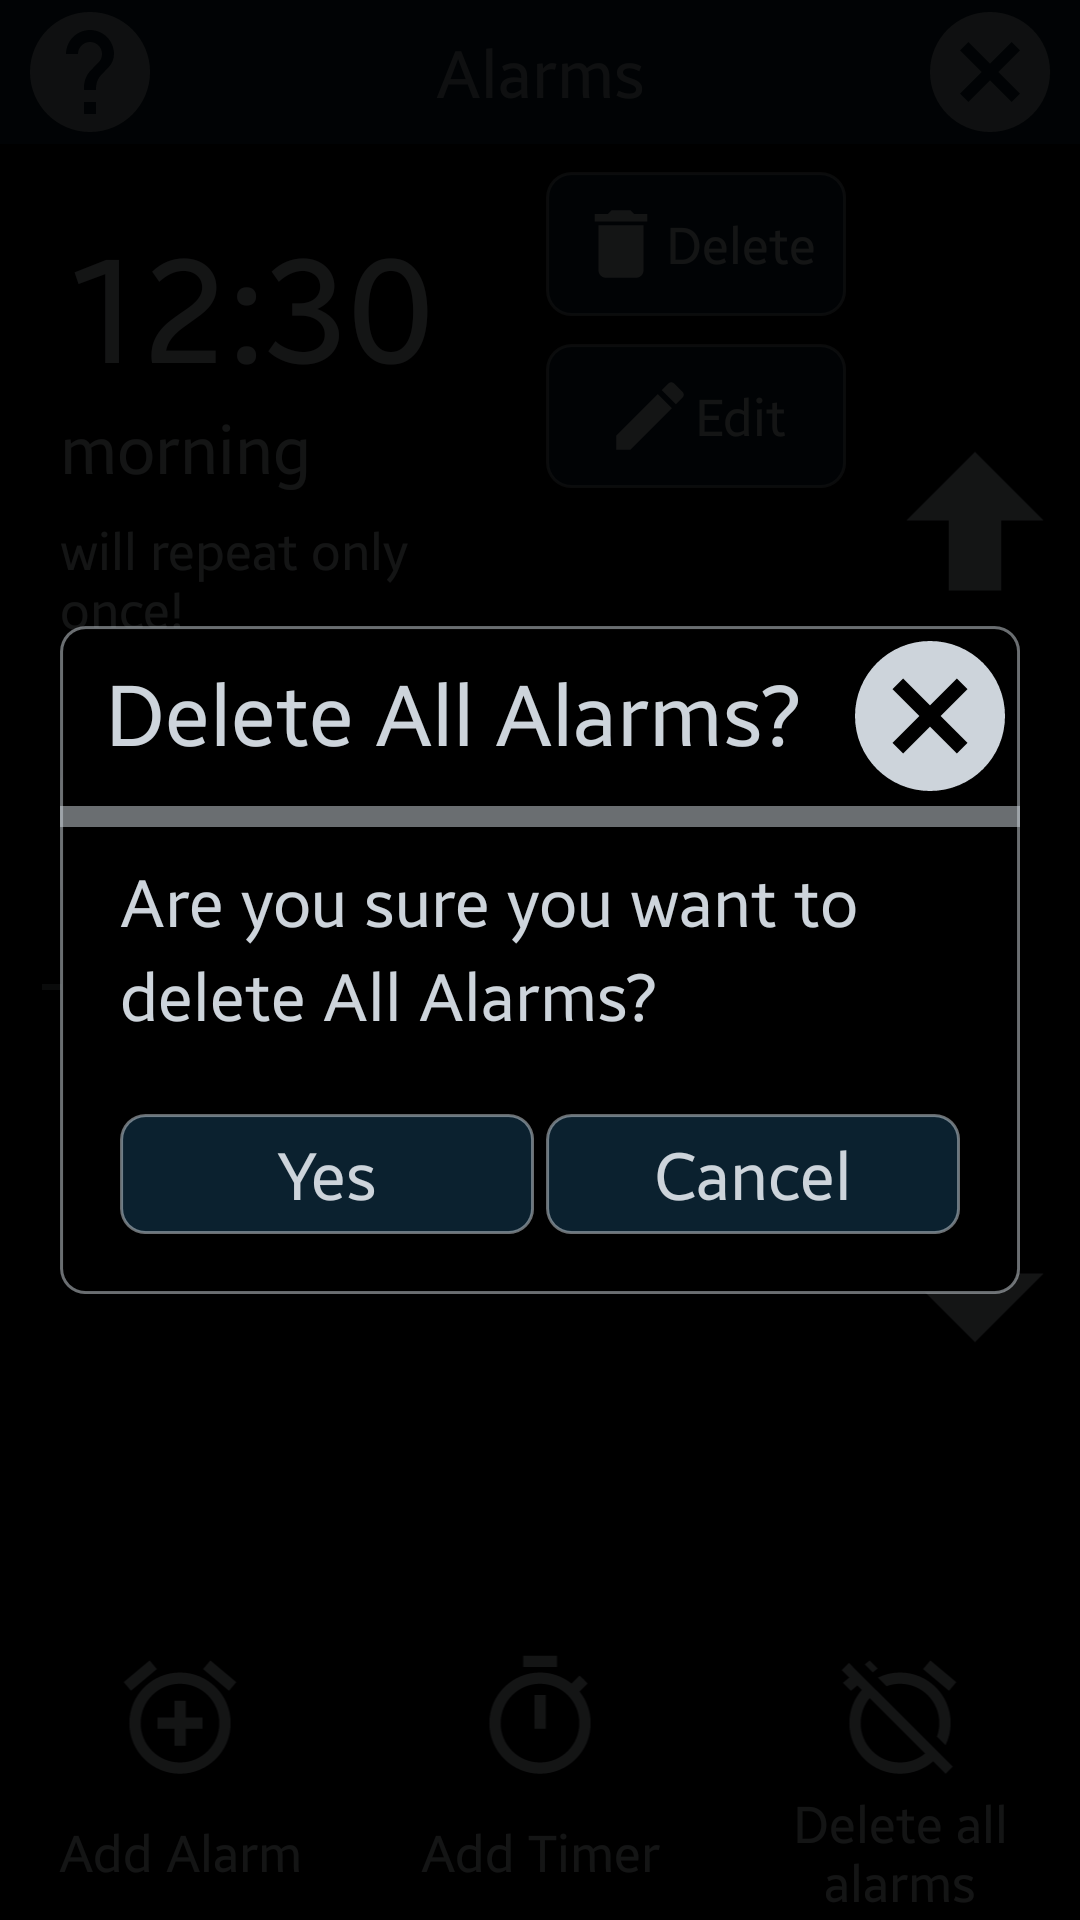 Alarms
Delete
12:30
Edit
morning
will repeat only
once!
Delete All Alarms?
Are you sure you want to
delete All Alarms?
Yes Cancel
Add Alarm Add Timer Delete all
alarms